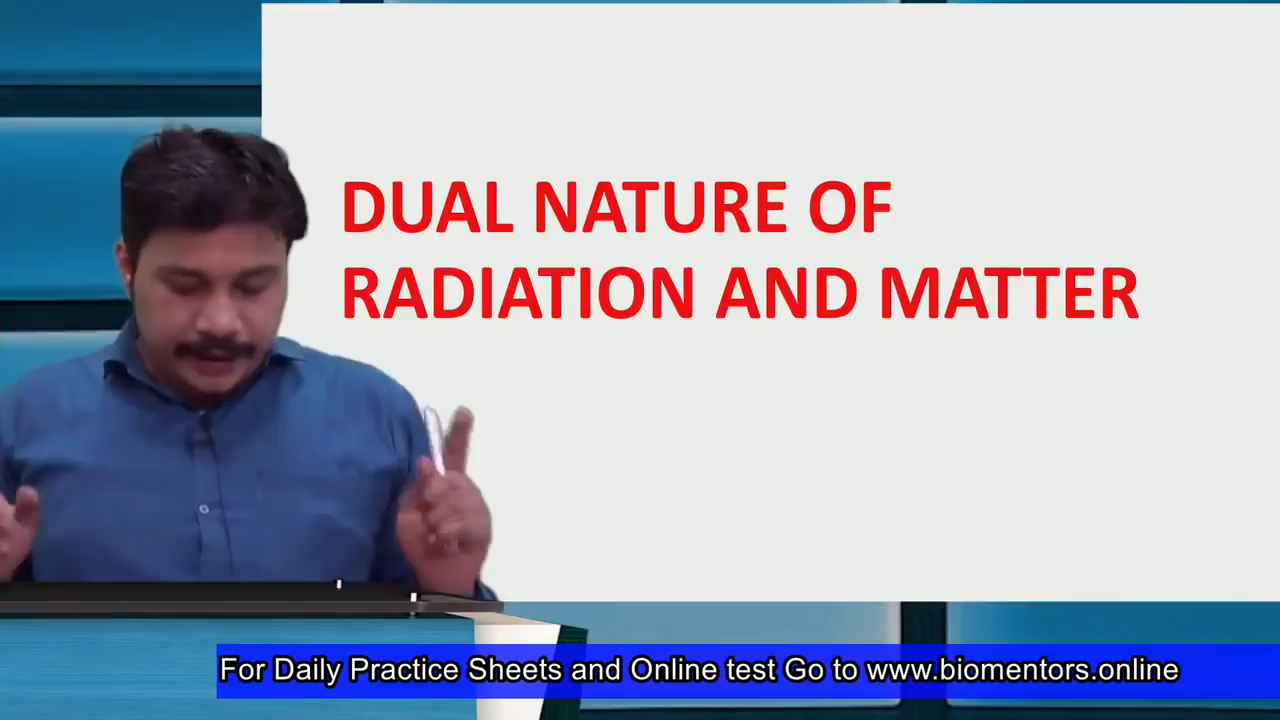 DUAL NATURE OF
RADIATION AND MATTER
For Daily Practice Sheets and Online test Go to www.biomentors.online